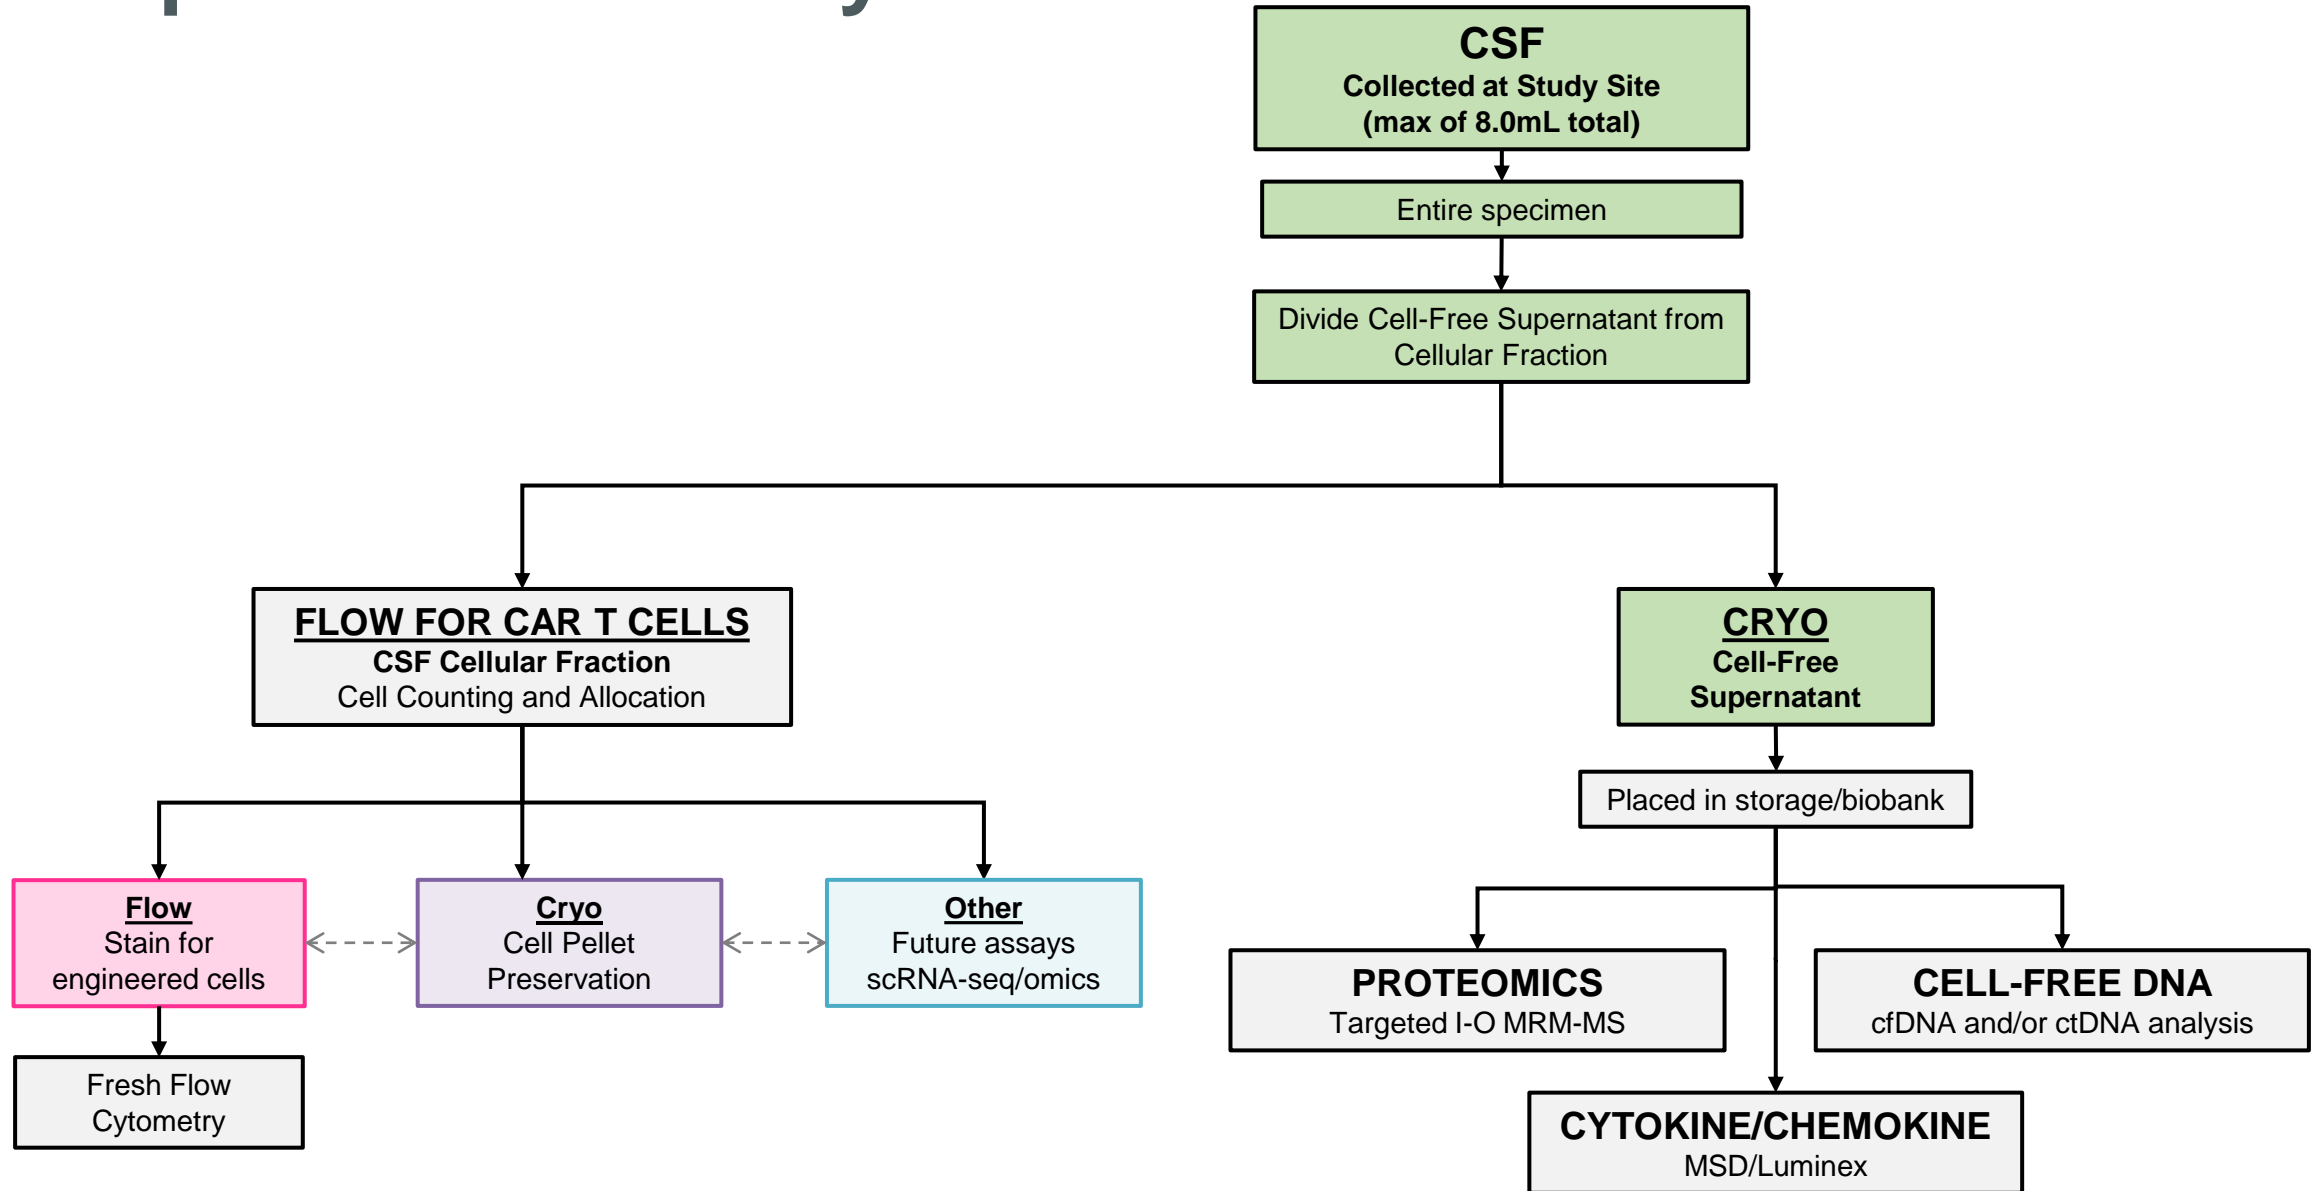 CSF
Collected at Study Site
(max of 8.0mL total)
Entire specimen
Divide Cell-Free Supernatant from
Cellular Fraction
FLOW FOR CAR T CELLS
CSF Cellular Fraction
Cell Counting and Allocation
CRYO
Cell-Free
Supernatant
Placed in storage/biobank
Flow
Stain for
engineered cells
Cryo
Cell Pellet
Preservation
Other
Future assays
scRNA-seq/omics
Fresh Flow
Cytometry
PROTEOMICS
Targeted I-O MRM-MS
CELL-FREE DNA
cfDNA and/or ctDNA analysis
CYTOKINE/CHEMOKINE
MSD/Luminex